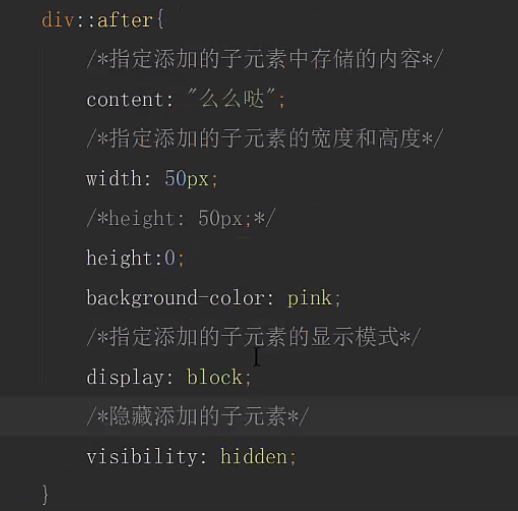 div::after{
/*指定添加的子元素中存储的内容*/
content: "么么哒";
/*指定添加的子元素的宽度和高度*/
width: 50px;
/*height: 50px;*/
height:0;
background-color: pink;
/*指定添加的子元素的显示模式*/
display: block;
/*隐藏添加的子元素*/
visibility: hidden;
}